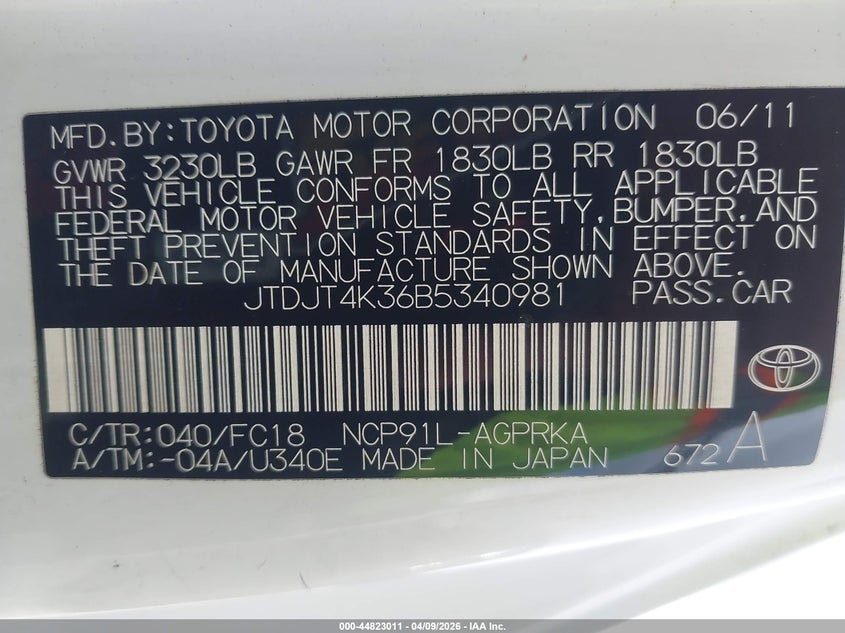 MFD.BY:TOYOTA MOTOR CORPORATION 06/11
GVWR 3230LB GAWR FR 1830LB RR 1830LB
THIS VEHICLE CONFORMS TO ALL APPLICABLE
FEDERAL MOTOR VEHICLE SAFETY,BUMPER,AND
THEFT PREVENTION STANDARDS IN EFFECT ON
THE DATE OF MANUFACTURE SHOWN ABOVE.
JTDJT4K36B5340981 PASS.CAR
C/TR:040/FC18 NCP91L-AGPRKA
A/TM:-04A/U340E MADE IN JAPAN 672A
000-44823011 - 04/09/2026 - IAA Inc.